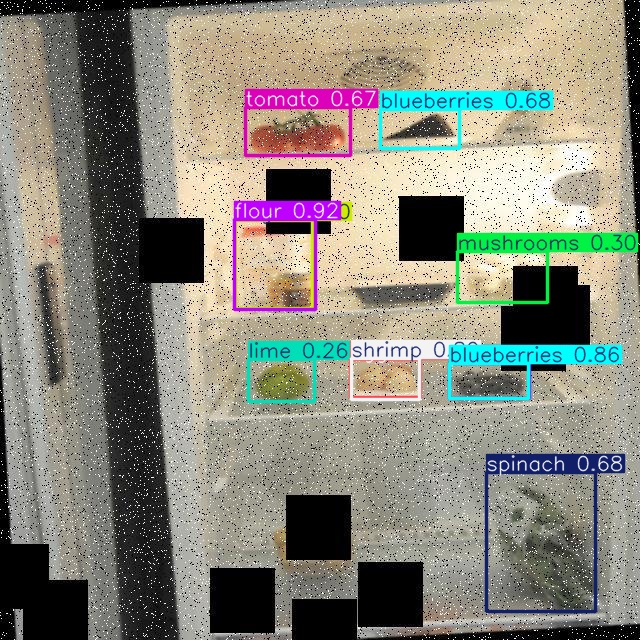 tomato 0.67
blueberries 0.68
flour 0.92
mushrooms 0.30
lime 0.26
shrimp
blueberries 0.86
spinach 0.68